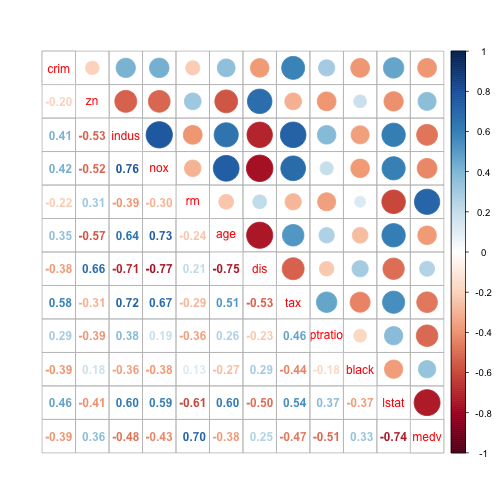 crim
-0.20 zn
0.41 -0.53 indus
0.42 -0.52 0.76 nox
-0.22 0.31 -0.39 -0.30 rm
0.35 -0.57 0.64 0.73 -0.24 age
-0.38 0.66 -0.71 -0.77 0.21 -0.75 dis
0.58 -0.31 0.72 0.67 -0.29 0.51 -0.53 tax
0.29 -0.39 0.38 0.19 -0.36 0.26 -0.23 0.46 ptratio
-0.39 0.18 -0.36 -0.38 0.13 -0.27 0.29 -0.44 -0.18 black
0.46 -0.41 0.60 0.59 -0.61 0.60 -0.50 0.54 0.37 -0.37 lstat
-0.39 0.36 -0.48 -0.43 0.70 -0.38 0.25 -0.47 -0.51 0.33 -0.74 medv
1
0.8
0.6
0.4
0.2
0
-0.2
-0.4
-0.6
-0.8
-1